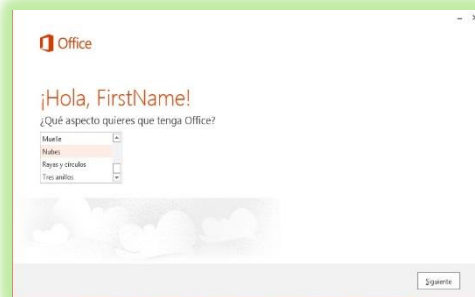 Office
¡Hola, FirstName!
¿Qué aspecto quieres que tenga Office?
Muelle
Nubes
Rayas y círculos
Tres anillos
Siguiente